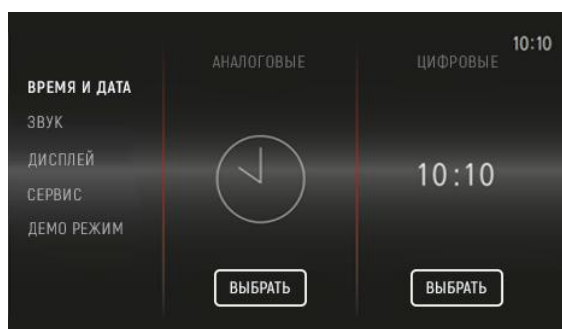 10:10
ВРЕМЯ И ДАТА
ЗВУК
ДИСПЛЕЙ
СЕРВИС
ДЕМО РЕЖИМ
АНАЛОГОВЫЕ
ВЫБРАТЬ
ЦИФРОВЫЕ
10:10
ВЫБРАТЬ